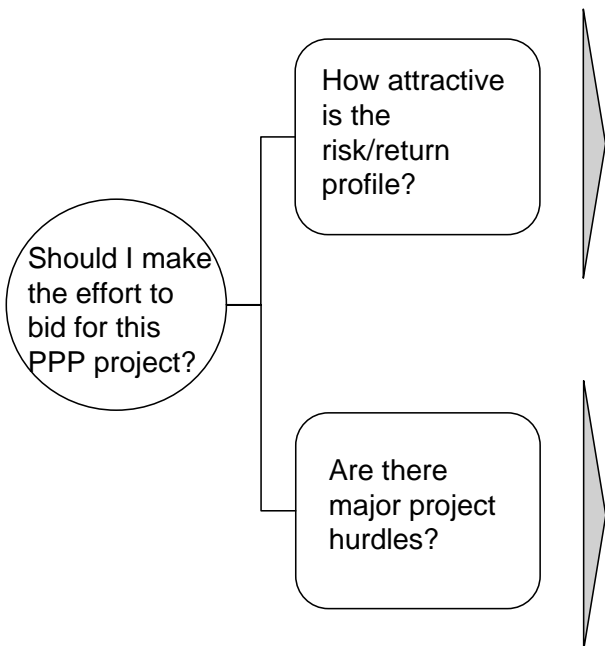 How attractive
is the
risk/return
profile?
Should I make
the effort to
bid for this
PPP project?
Are there
major project
hurdles?